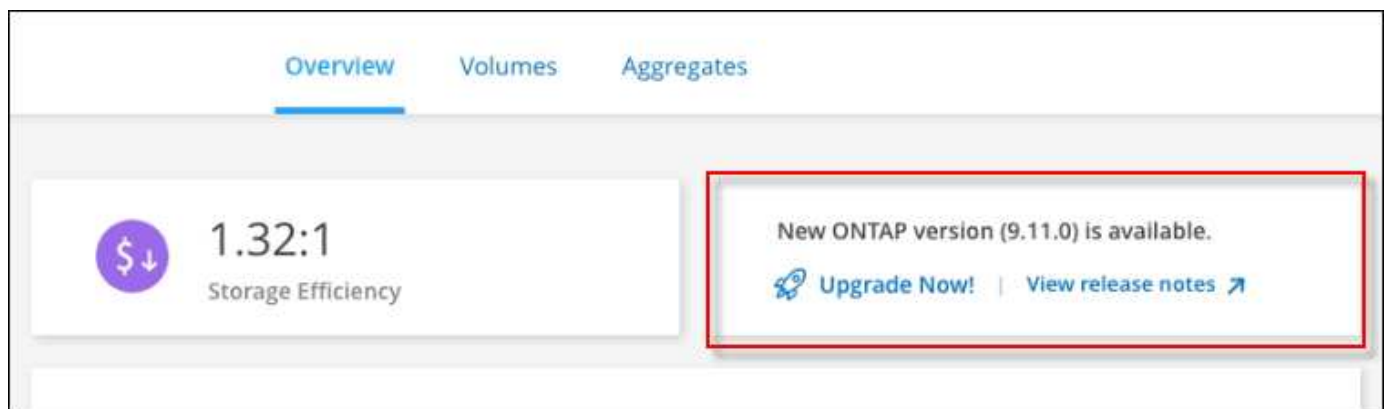 Overview Volumes Aggregates
$
1.32:1
Storage Efficiency
New ONTAP version (9.11.0) is available.
Upgrade Now! | View release notes